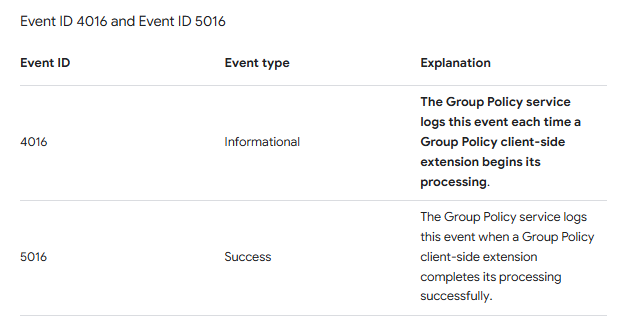 Event ID 4016 and Event ID 5016
Event ID Event type Explanation
The Group Policy service
logs this event each time a
4016 Informational Group Policy client-side
extension begins its
processing.
The Group Policy service logs
this event when a Group Policy
5016 Success client-side extension
completes its processing
successfully.